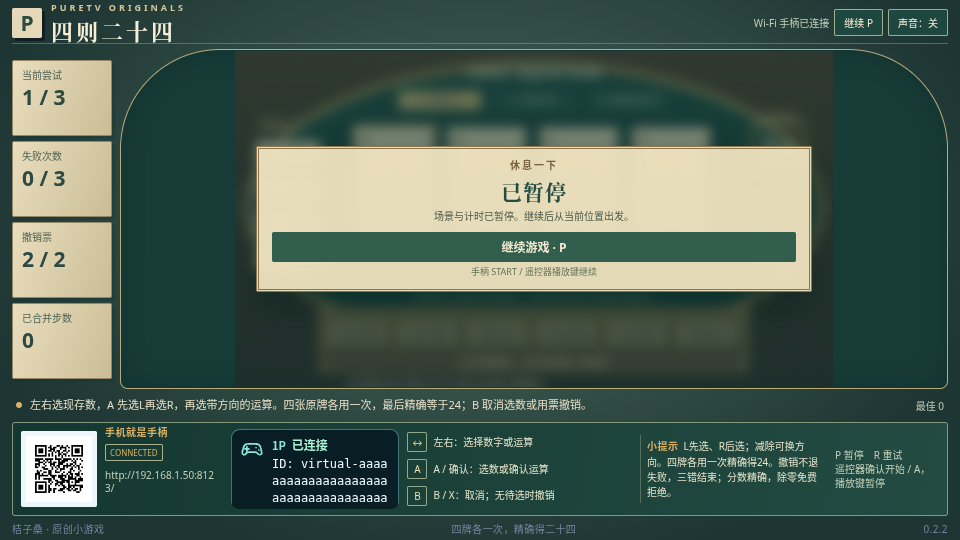 P
PURETV ORIGINALS
四则二十四
Wi-Fi 手柄已连接
继续 P
声音：关
当前尝试
1 / 3
失败次数
0 / 3
撤销票
2 / 2
已合并步数
0
休息一下
已暂停
场景与计时已暂停。继续后从当前位置出发。
继续游戏 · P
手柄 START / 遥控器播放键继续
左右选现存数，A 先选L再选R，再选带方向的运算。四张原牌各用一次，最后精确等于24；B 取消选数或用票撤销。
最佳 0
手机就是手柄
CONNECTED
http://192.168.1.50:812
3/
1P 已连接
ID: virtual-aaaa
aaaaaaaaaaaaaaaa
aaaaaaaaaaaaaaaa
↔ 左右：选择数字或运算
A A / 确认：选数或确认运算
B B / X：取消；无待选时撤销
小提示 L先选、R后选；减除可换方
向。四牌各用一次精确得24。撤销不退
失败，三错结束；分数精确，除零免费
拒绝。
P 暂停 R 重试
遥控器确认开始 / A，
播放键暂停
桔子桑 · 原创小游戏
四牌各一次，精确得二十四
0.2.2